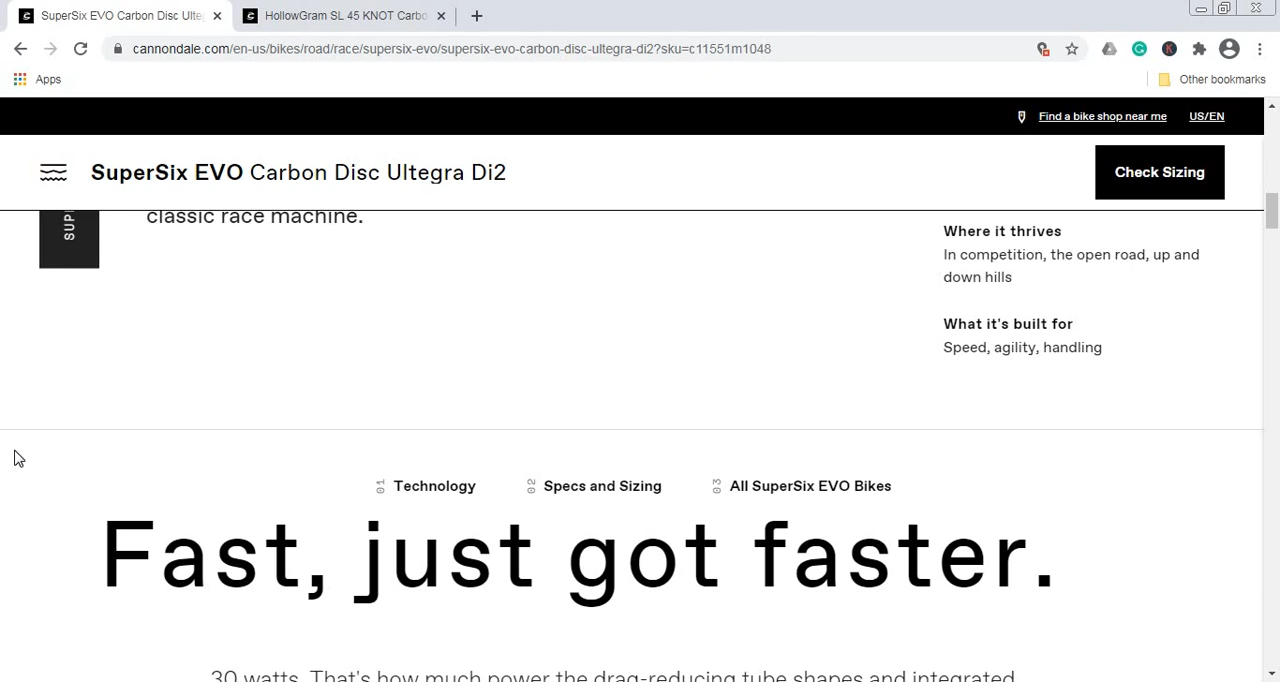 SuperSix EVO Carbon Disc Ulte
HollowGram SL 45 KNOT Carbo
cannondale.com/en-us/bikes/road/race/supersix-evo/supersix-evo-carbon-disc-ultegra-di2?sku=c11551m1048
Apps
Other bookmarks
Find a bike shop near me
US/EN
SuperSix EVO Carbon Disc Ultegra Di2
Check Sizing
SUP
classic race machine.
Where it thrives
In competition, the open road, up and
down hills
What it's built for
Speed, agility, handling
01 Technology
02 Specs and Sizing
03 All SuperSix EVO Bikes
Fast, just got faster.
30 watts. That's how much power the drag-reducing tube shapes and integrated